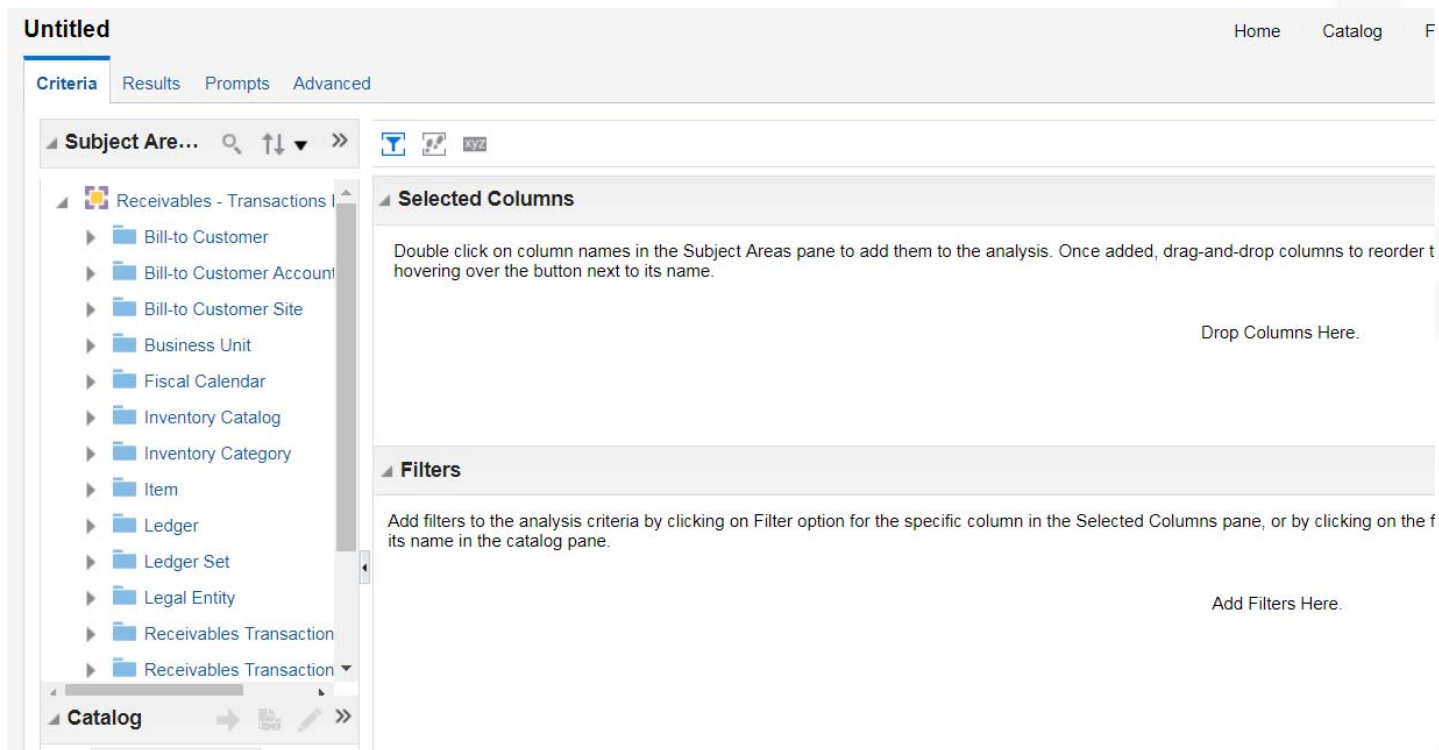 Untitled
Home Catalog F
Criteria Results Prompts Advanced
Subject Are...
xyz
Receivables - Transactions
Bill-to Customer
Bill-to Customer Account
Bill-to Customer Site
Business Unit
Fiscal Calendar
Inventory Catalog
Inventory Category
Item
Ledger
Ledger Set
Legal Entity
Receivables Transaction
Receivables Transaction
Catalog
Selected Columns
Double click on column names in the Subject Areas pane to add them to the analysis. Once added, drag-and-drop columns to reorder t
hovering over the button next to its name.
Drop Columns Here.
Filters
Add filters to the analysis criteria by clicking on Filter option for the specific column in the Selected Columns pane, or by clicking on the f
its name in the catalog pane.
Add Filters Here.